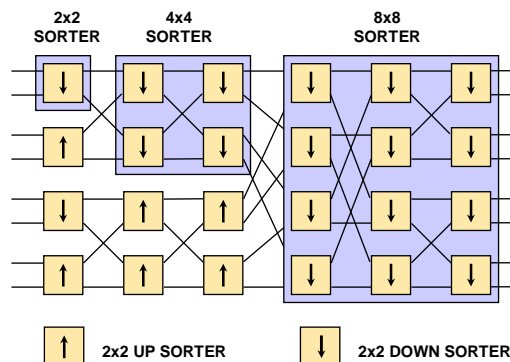 2x2
SORTER
4x4
SORTER
8x8
SORTER
2x2 UP SORTER
2x2 DOWN SORTER